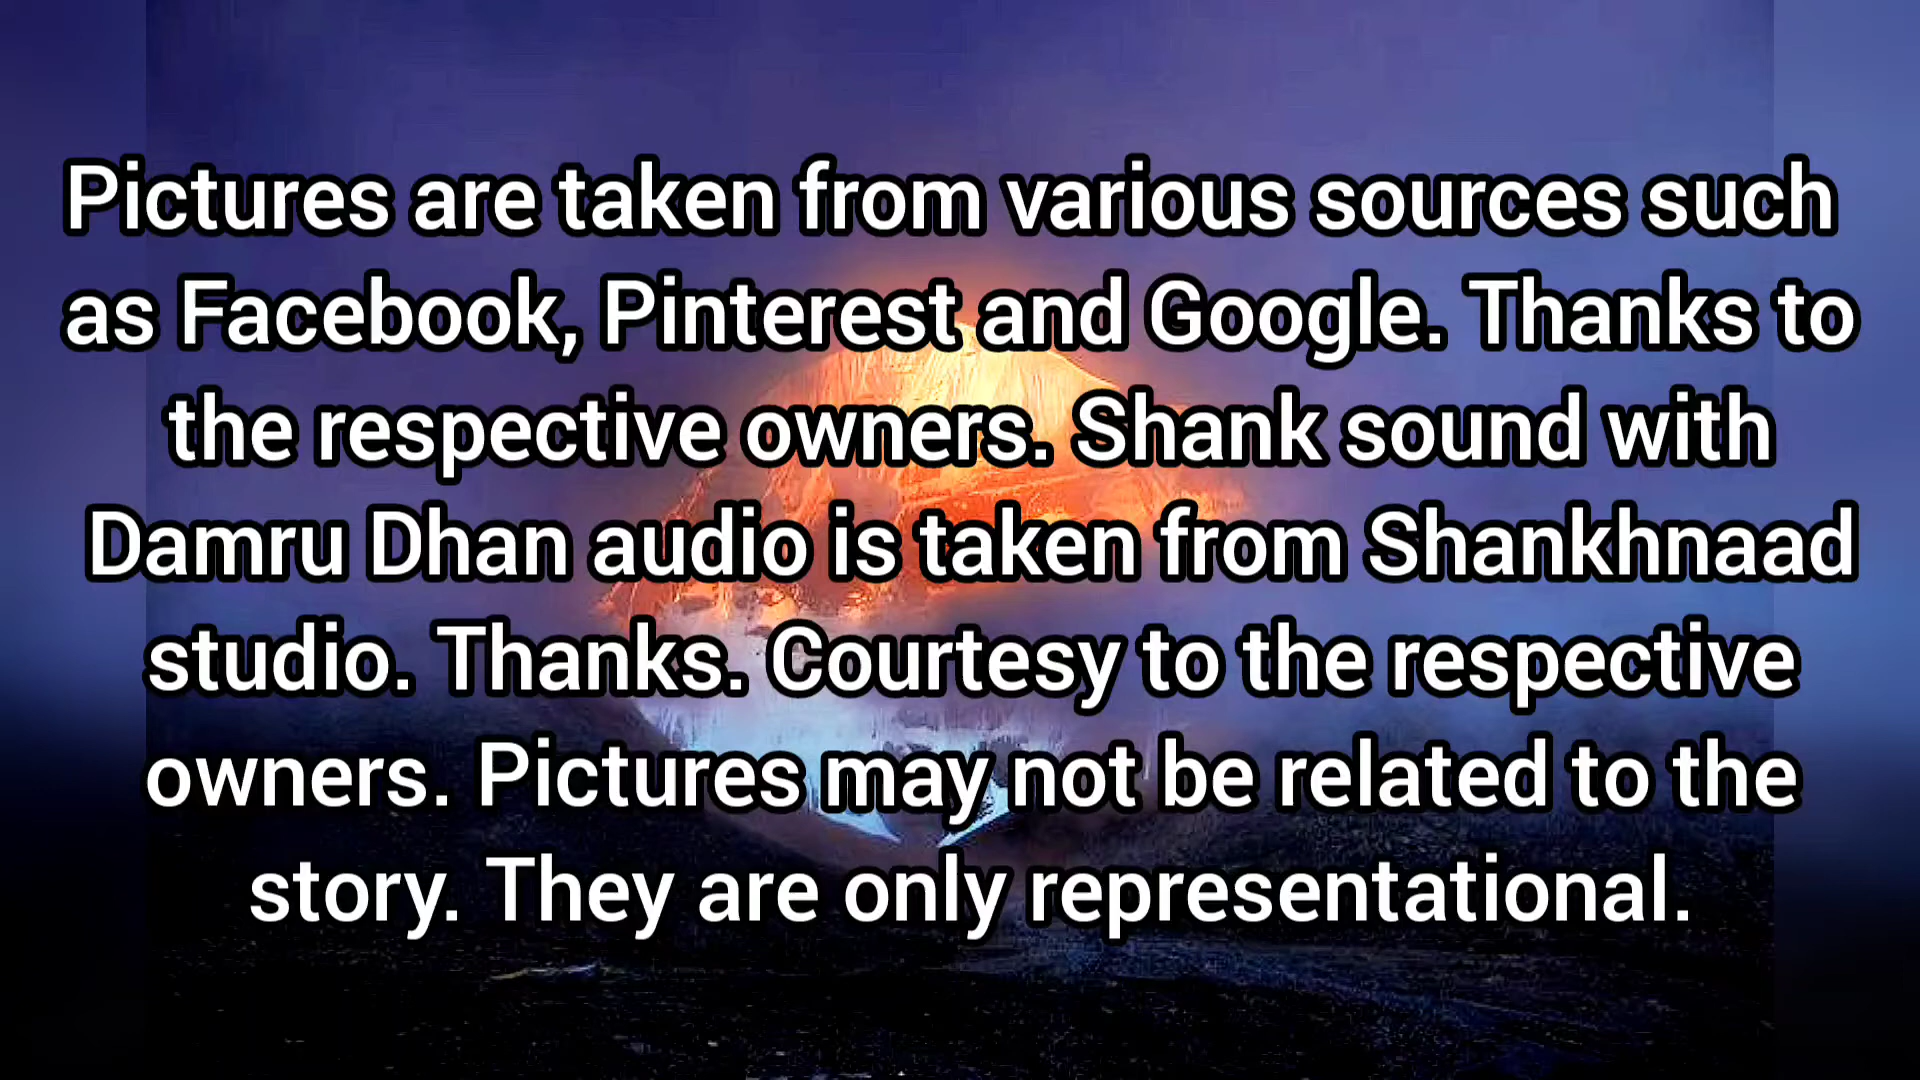 Pictures are taken from various sources such
as Facebook, Pinterest and Google. Thanks to
the respective owners. Shank sound with
Damru Dhan audio is taken from Shankhnaad
studio. Thanks. Courtesy to the respective
owners. Pictures may not be related to the
story. They are only representational.